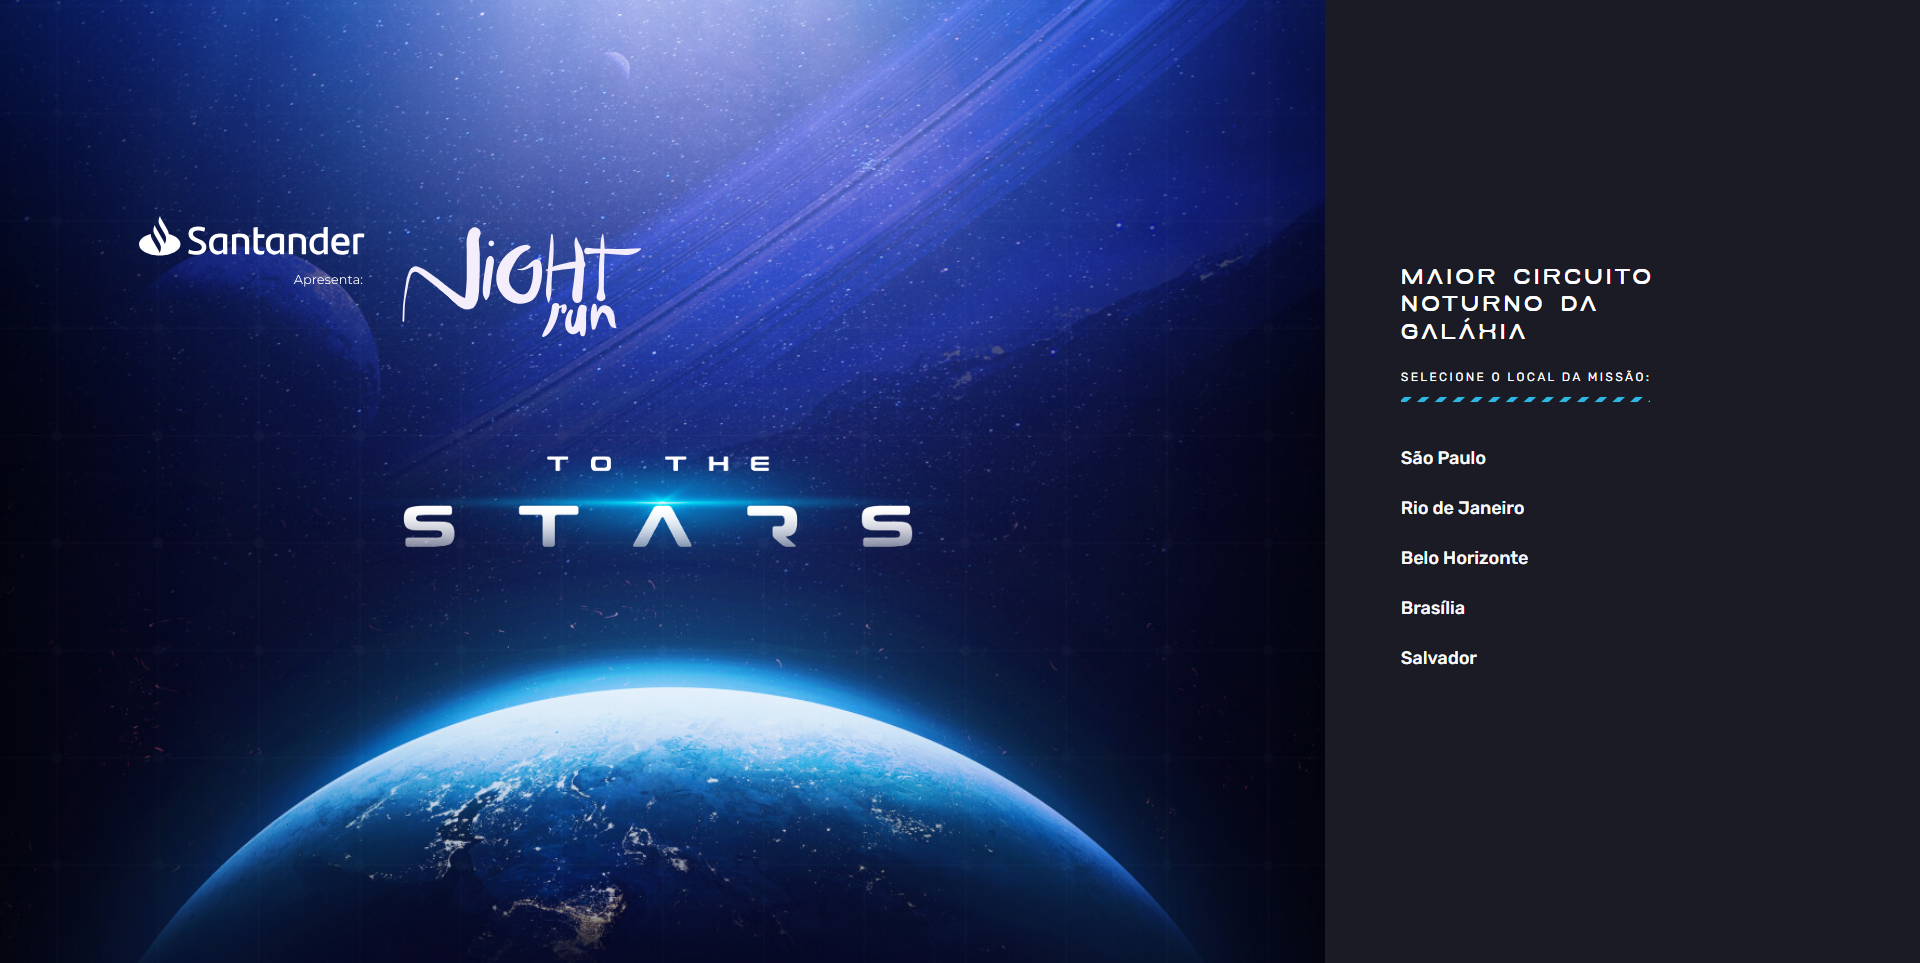 Santander
Apresenta:
NiGHT
run
TO THE
STARS
MAIOR CIRCUITO
NOTURNO DA
GALÁXIA
SELECIONE O LOCAL DA MISSÃO:
São Paulo
Rio de Janeiro
Belo Horizonte
Brasília
Salvador